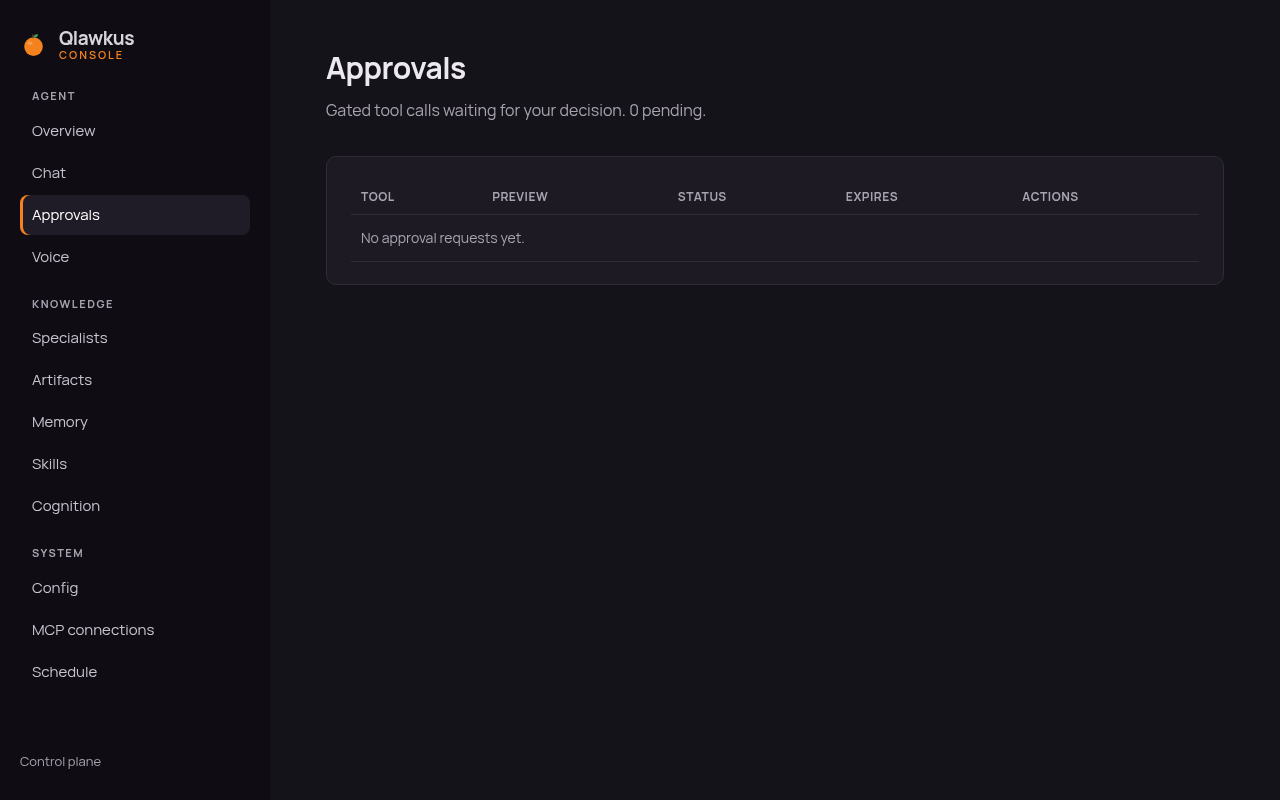 Qlawkus
CONSOLE
AGENT
Overview
Chat
Approvals
Voice
KNOWLEDGE
Specialists
Artifacts
Memory
Skills
Cognition
SYSTEM
Config
MCP connections
Schedule
Control plane
Approvals
Gated tool calls waiting for your decision. 0 pending.
TOOL PREVIEW STATUS EXPIRES ACTIONS
No approval requests yet.